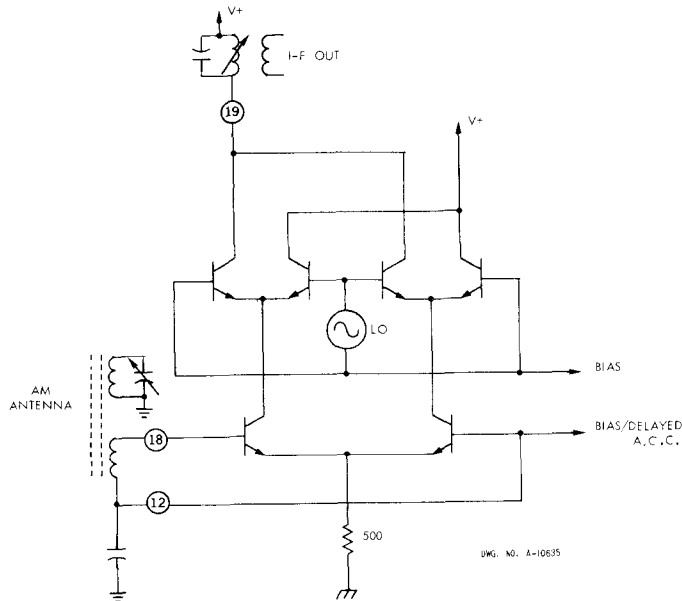 V+
I-F OUT
19
V+
LO
BIAS
AM
ANTENNA
18
BIAS/DELAYED
A.C.C.
12
500
DWG. NO. A-10635